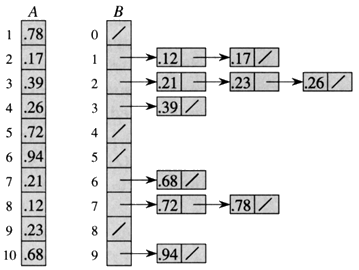 A B
1 .78 0 /
2 .17 1 .12 .17 /
3 .39 2 .21 .23 .26 /
4 .26 3 .39 /
5 .72 4 /
6 .94 5 /
7 .21 6 .68 /
8 .12 7 .72 .78 /
9 .23 8 /
10 .68 9 .94 /